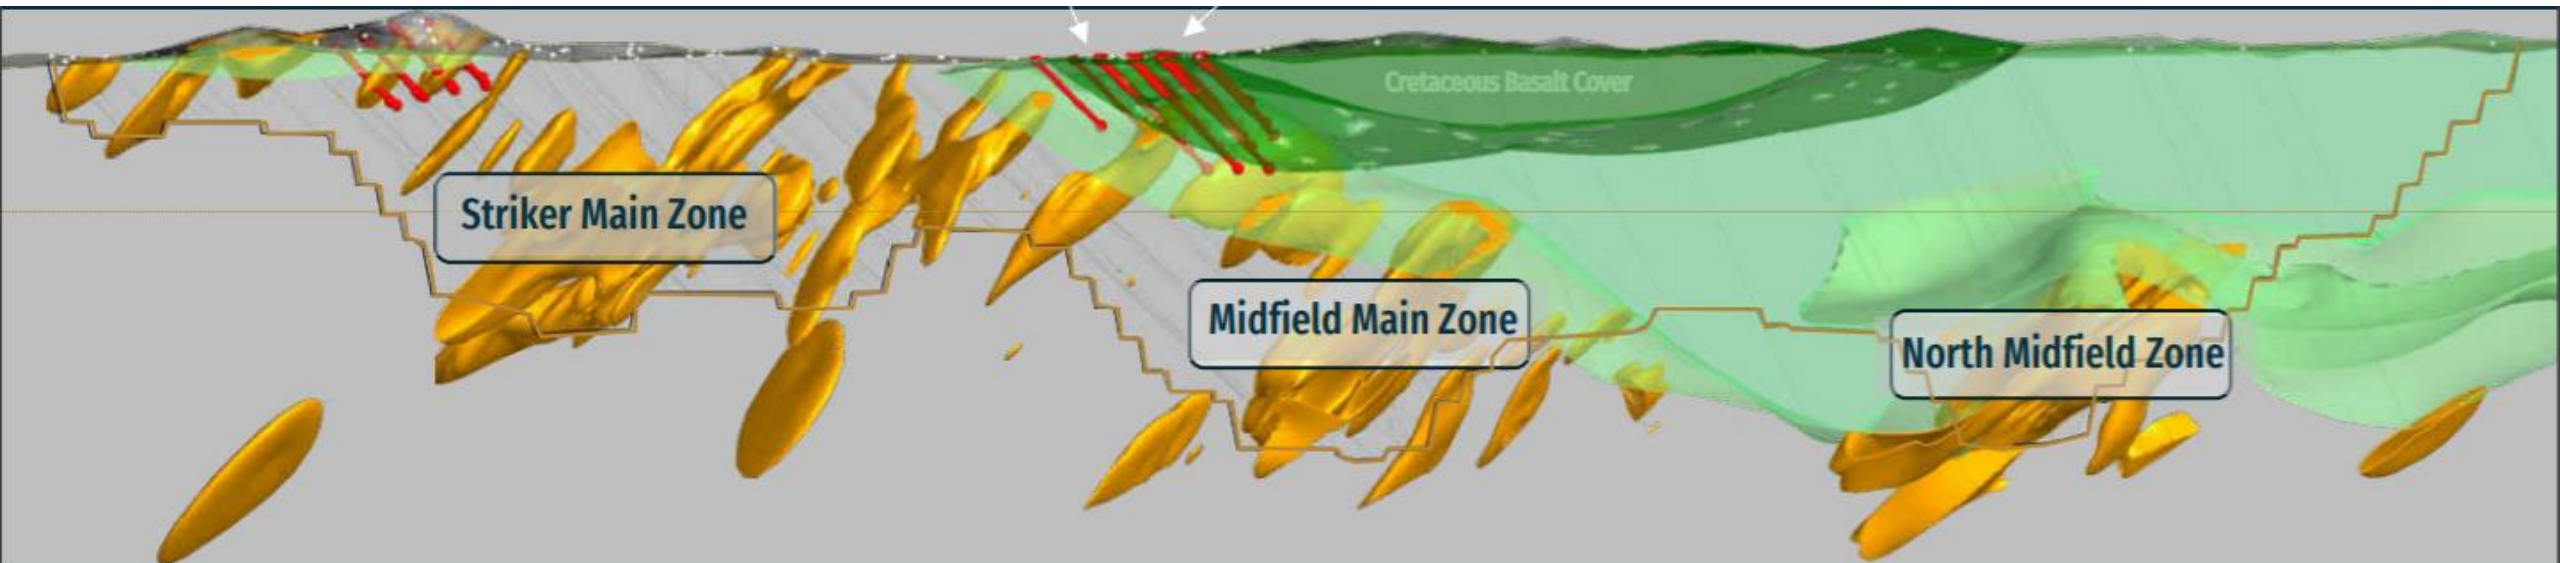 Cretaceous Basalt Cover
Striker Main Zone
Midfield Main Zone
North Midfield Zone